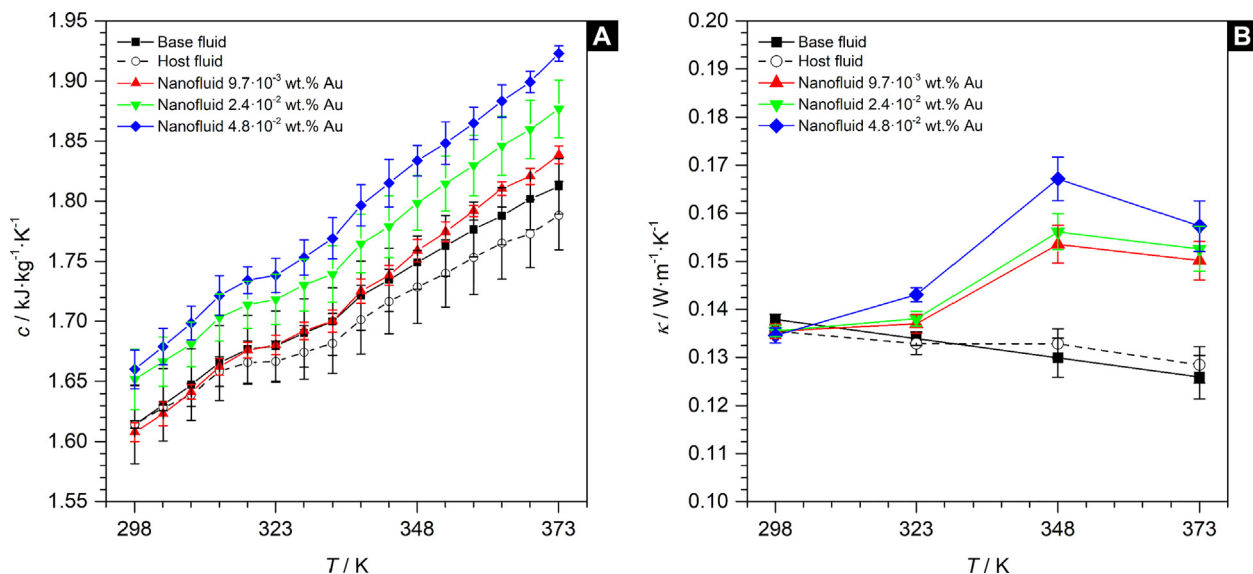 A
Base fluid
Host fluid
Nanofluid 9.7·10⁻³ wt.% Au
Nanofluid 2.4·10⁻² wt.% Au
Nanofluid 4.8·10⁻² wt.% Au
1.95
1.90
1.85
1.80
1.75
1.70
1.65
1.60
1.55
c / kJ·kg⁻¹·K⁻¹
298 323 348 373
T / K
B
Base fluid
Host fluid
Nanofluid 9.7·10⁻³ wt.% Au
Nanofluid 2.4·10⁻² wt.% Au
Nanofluid 4.8·10⁻² wt.% Au
0.20
0.19
0.18
0.17
0.16
0.15
0.14
0.13
0.12
0.11
0.10
κ / W·m⁻¹·K⁻¹
298 323 348 373
T / K